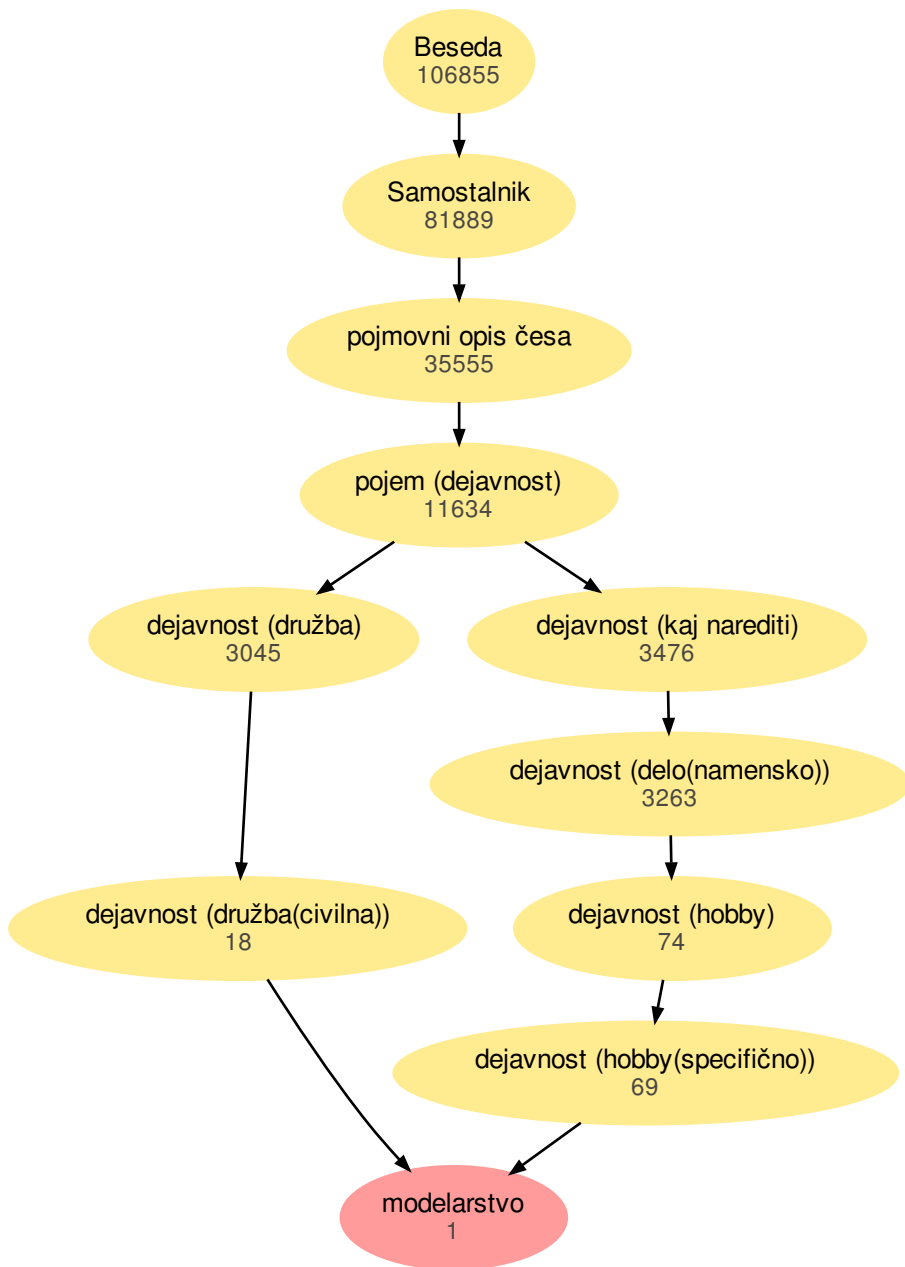 Beseda
106855
Samostalnik
81889
pojmovni opis česa
35555
pojem (dejavnost)
11634
dejavnost (družba)
3045
dejavnost (kaj narediti)
3476
dejavnost (delo(namensko))
3263
dejavnost (družba(civilna))
18
dejavnost (hobby)
74
dejavnost (hobby(specifično))
69
modelarstvo
1